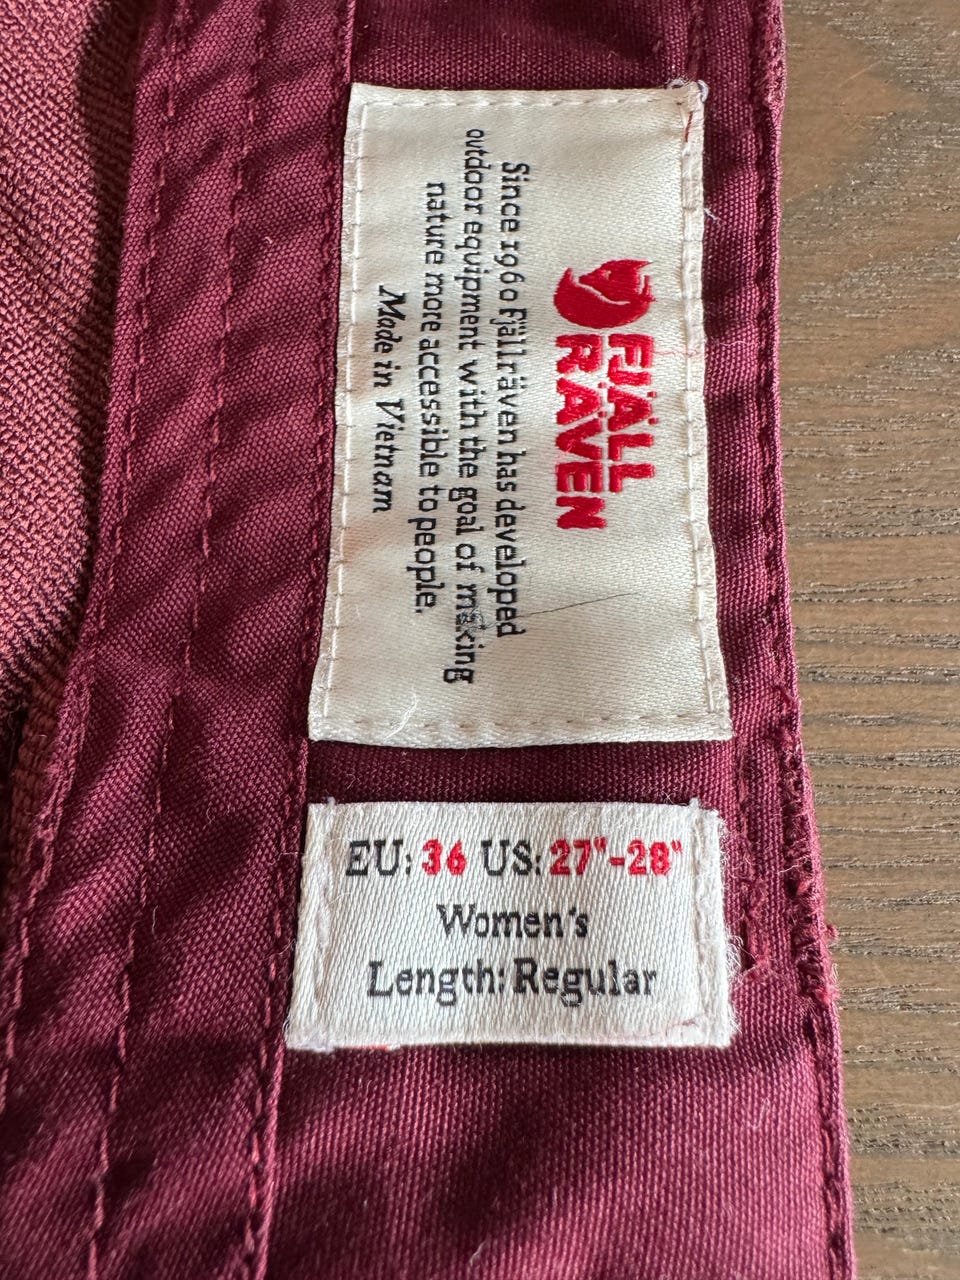 FJÄLL
RÄVEN
Since 1960 Fjällräven has developed
outdoor equipment with the goal of making
nature more accessible to people.
Made in Vietnam
EU: 36 US: 27"-28"
Women's
Length: Regular